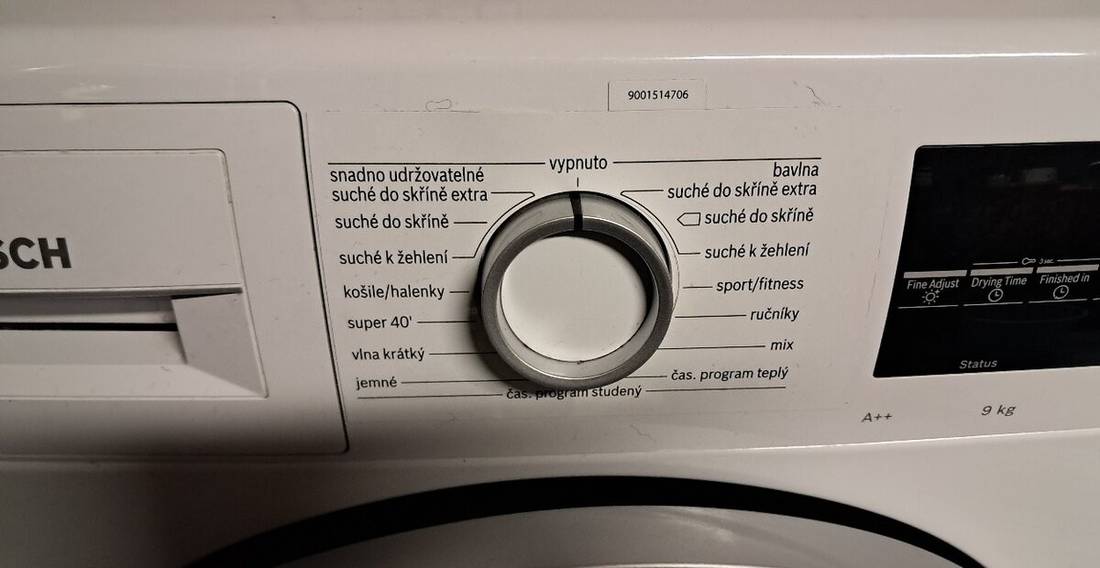 9001514706
vypnuto
snadno udržovatelné
suché do skříně extra
suché do skříně
suché k žehlení
košile/halenky
super 40'
vlna krátký
jemné
bavlna
suché do skříně extra
suché do skříně
suché k žehlení
sport/fitness
ručníky
mix
čas. program teplý
čas. program studený
SCH
3 sec.
Fine Adjust
Drying Time
Finished in
Status
A++
9 kg